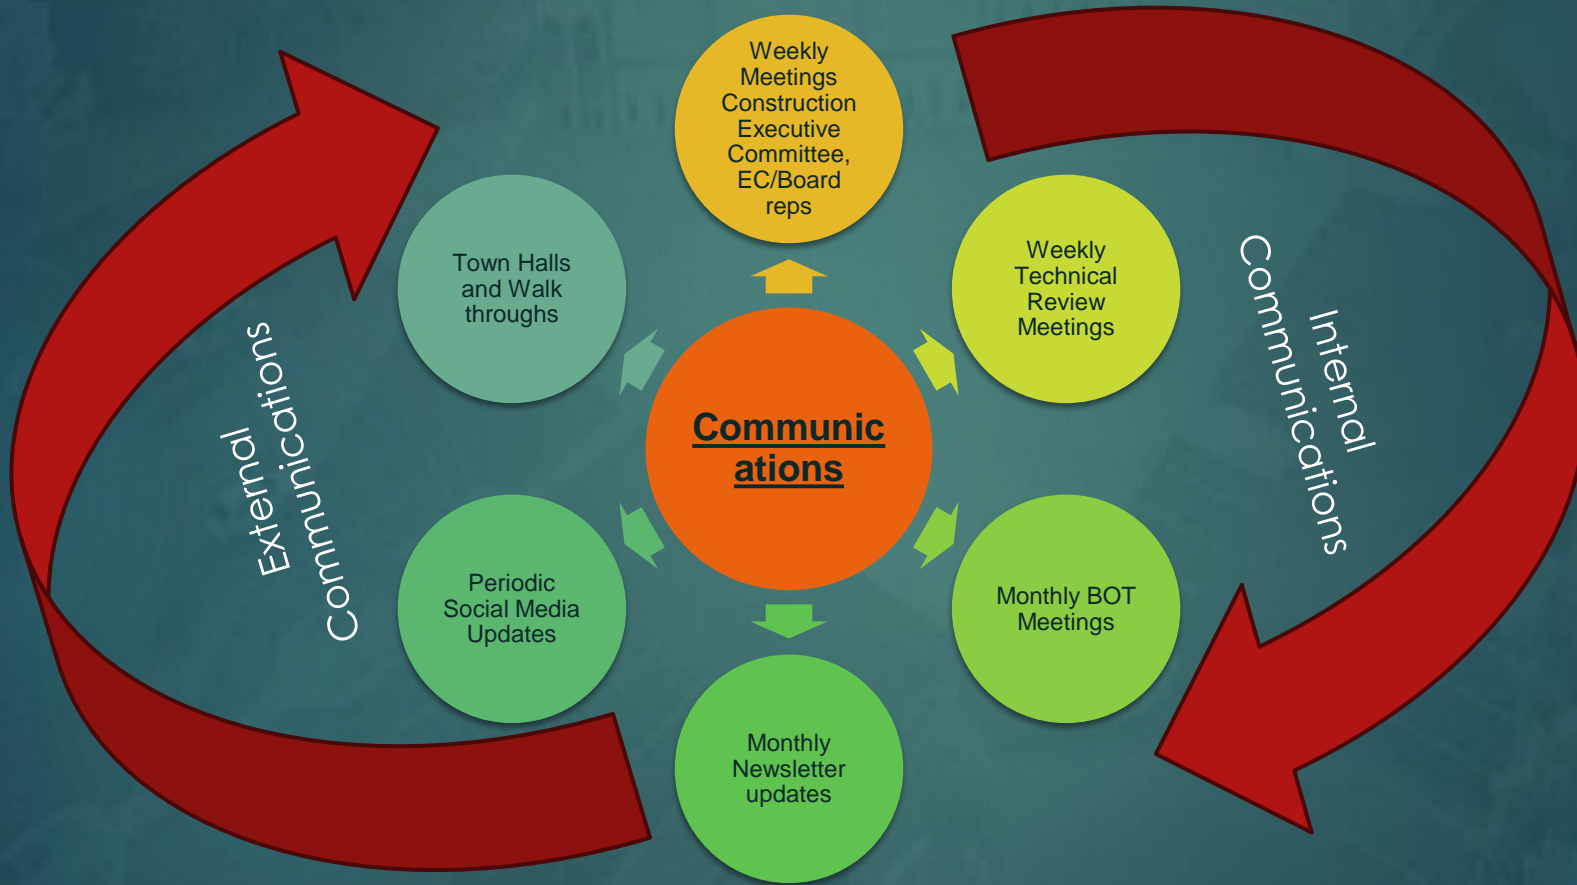 Weekly
Meetings
Construction
Executive
Committee,
EC/Board
reps
Weekly
Technical
Review
Meetings
Monthly BOT
Meetings
Monthly
Newsletter
updates
Periodic
Social Media
Updates
Town Halls
and Walk
throughs
Communic
ations
Internal
Communications
External
Communications